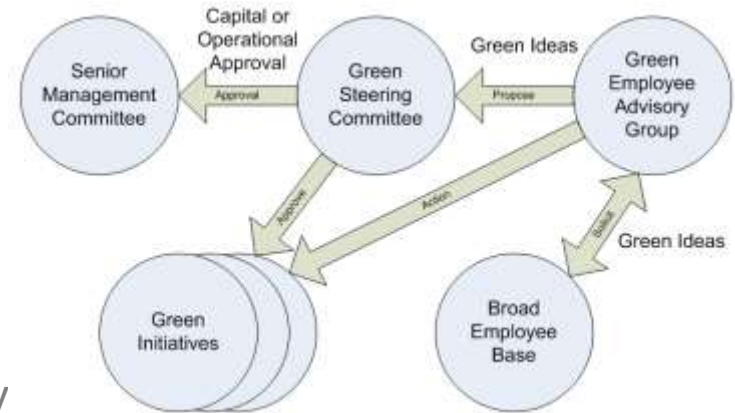 Capital or
Operational
Approval
Green Ideas
Senior
Management
Committee
Approval
Green
Steering
Committee
Propose
Green
Employee
Advisory
Group
Approve
Action
Green Ideas
Green
Initiatives
Broad
Employee
Base